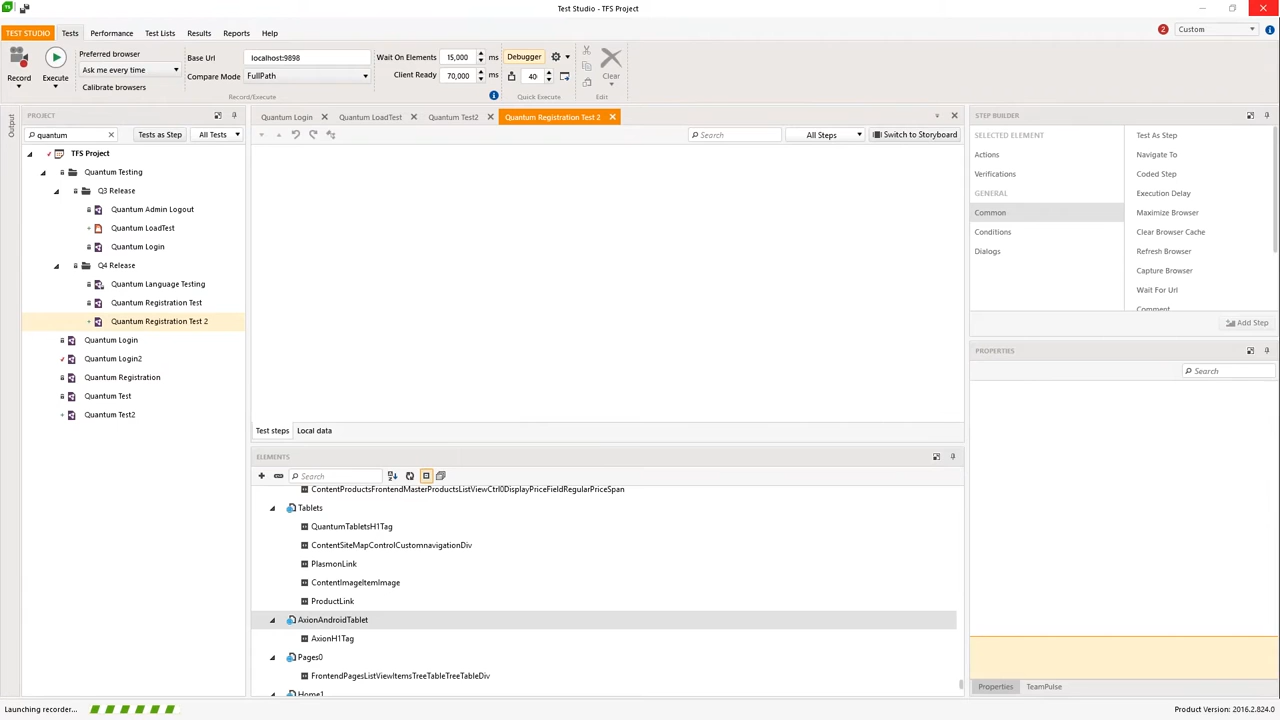 Test Studio - TFS Project
TEST STUDIO
Tests
Performance
Test Lists
Results
Reports
Help
2
Custom
Record
Execute
Preferred browser
Ask me every time
Calibrate browsers
Base Url
localhost:9898
Compare Mode
FullPath
Wait On Elements
15,000
ms
Client Ready
70,000
ms
Record/Execute
Debugger
40
Quick Execute
Clear
Edit
Output
PROJECT
quantum
Tests as Step
All Tests
TFS Project
Quantum Testing
Q3 Release
Quantum Admin Logout
Quantum LoadTest
Quantum Login
Q4 Release
Quantum Language Testing
Quantum Registration Test
Quantum Registration Test 2
Quantum Login
Quantum Login2
Quantum Registration
Quantum Test
Quantum Test2
Quantum Login
Quantum LoadTest
Quantum Test2
Quantum Registration Test 2
Search
All Steps
Switch to Storyboard
Test steps
Local data
ELEMENTS
Search
ContentProductsFrontendMasterProductsListViewCtrl0DisplayPriceFieldRegularPriceSpan
Tablets
QuantumTabletsH1Tag
ContentSiteMapControlCustomnavigationDiv
PlasmonLink
ContentImageItemImage
ProductLink
AxionAndroidTablet
AxionH1Tag
Pages0
FrontendPagesListViewItemsTreeTableTreeTableDiv
Home1
STEP BUILDER
SELECTED ELEMENT
Actions
Verifications
GENERAL
Common
Conditions
Dialogs
Test As Step
Navigate To
Coded Step
Execution Delay
Maximize Browser
Clear Browser Cache
Refresh Browser
Capture Browser
Wait For Url
Comment
Add Step
PROPERTIES
Search
Properties
TeamPulse
Launching recorder...
Product Version: 2016.2.824.0